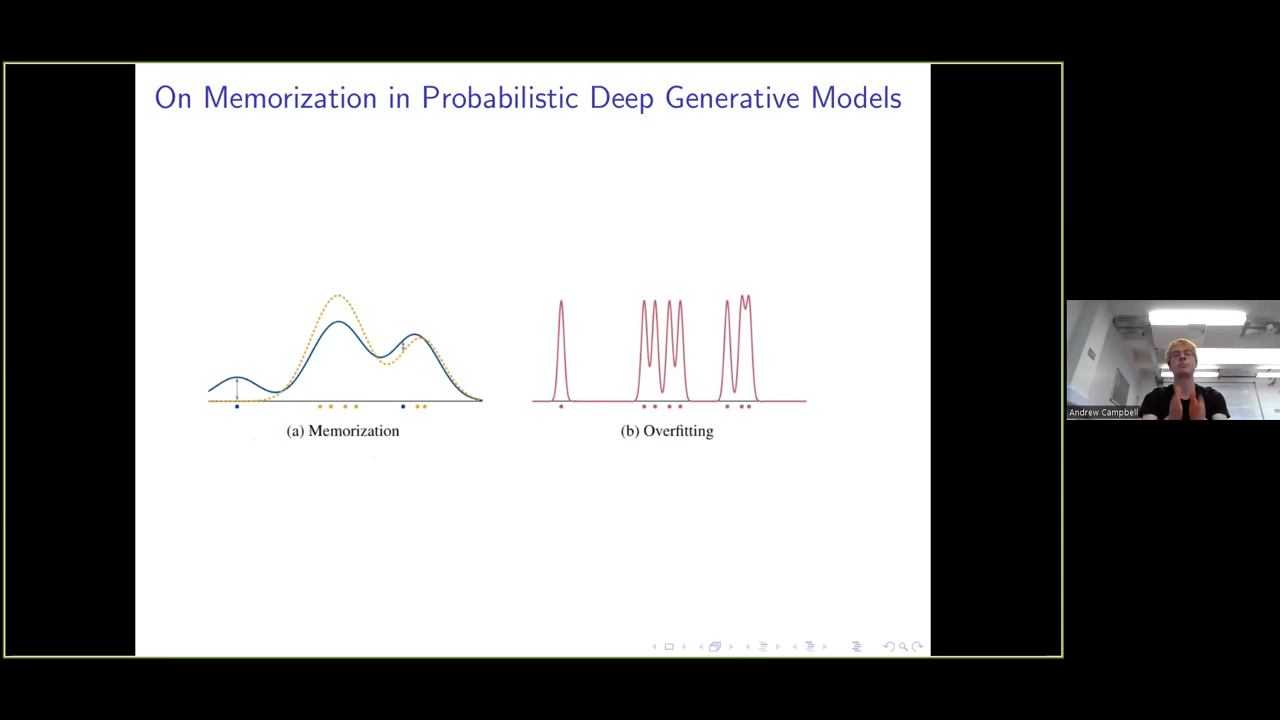 On Memorization in Probabilistic Deep Generative Models
(a) Memorization
(b) Overfitting
Andrew Campbell